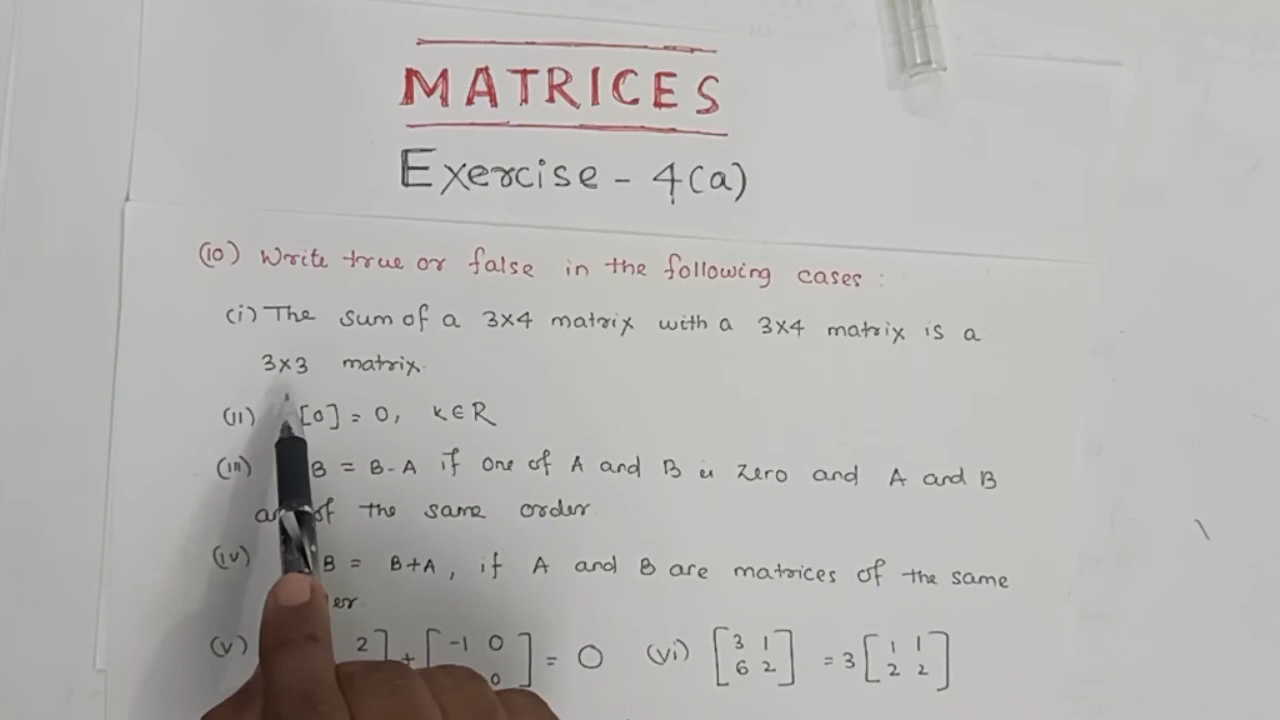 MATRICES
Exercise - 4(a)
(10) Write true or false in the following cases :
(i) The sum of a 3x4 matrix with a 3x4 matrix is a
3x3 matrix.
(ii) [0] = 0, K∈R
(iii) B = B-A if one of A and B is zero and A and B
of the same order
(iv) B = B+A, if A and B are matrices of the same
(v) 2] + [-1 0 = 0 (vi) [3 1 = 3 [1 1
0] 6 2] 2 2]